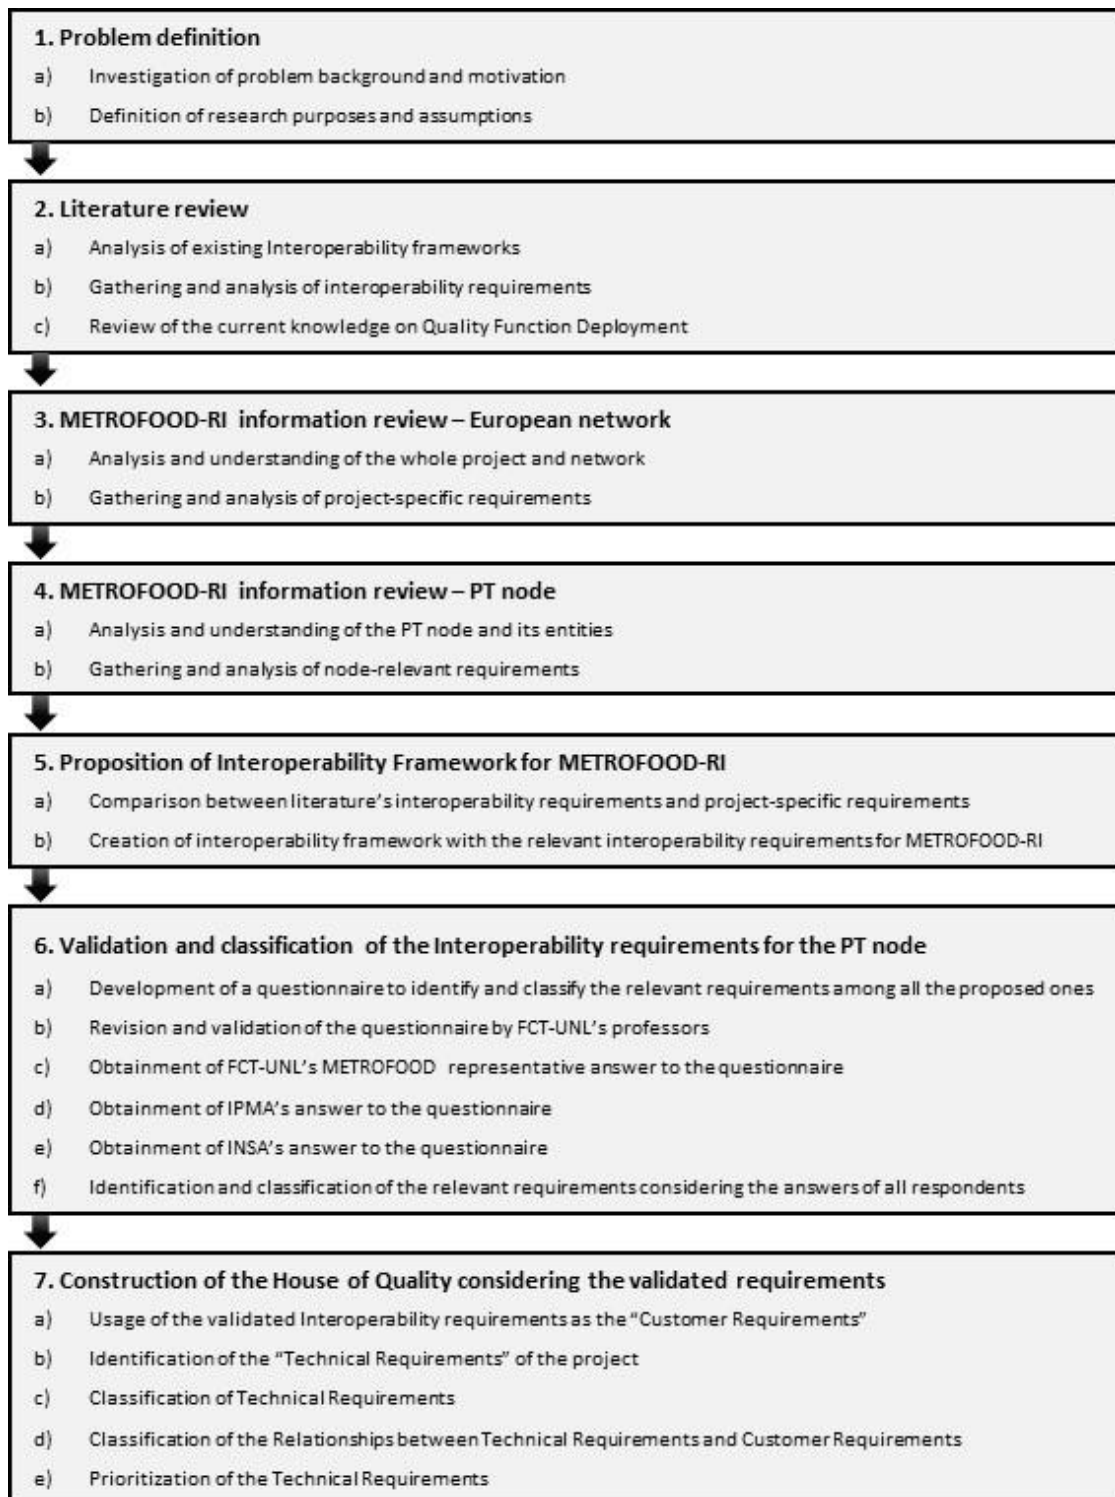 1. Problem definition
a) Investigation of problem background and motivation
b) Definition of research purposes and assumptions
2. Literature review
a) Analysis of existing Interoperability frameworks
b) Gathering and analysis of interoperability requirements
c) Review of the current knowledge on Quality Function Deployment
3. METROFOOD-RI information review – European network
a) Analysis and understanding of the whole project and network
b) Gathering and analysis of project-specific requirements
4. METROFOOD-RI information review – PT node
a) Analysis and understanding of the PT node and its entities
b) Gathering and analysis of node-relevant requirements
5. Proposition of Interoperability Framework for METROFOOD-RI
a) Comparison between literature's interoperability requirements and project-specific requirements
b) Creation of interoperability framework with the relevant interoperability requirements for METROFOOD-RI
6. Validation and classification of the Interoperability requirements for the PT node
a) Development of a questionnaire to identify and classify the relevant requirements among all the proposed ones
b) Revision and validation of the questionnaire by FCT-UNL's professors
c) Obtainment of FCT-UNL's METROFOOD representative answer to the questionnaire
d) Obtainment of IPMA's answer to the questionnaire
e) Obtainment of INSA's answer to the questionnaire
f) Identification and classification of the relevant requirements considering the answers of all respondents
7. Construction of the House of Quality considering the validated requirements
a) Usage of the validated Interoperability requirements as the “Customer Requirements”
b) Identification of the “Technical Requirements” of the project
c) Classification of Technical Requirements
d) Classification of the Relationships between Technical Requirements and Customer Requirements
e) Prioritization of the Technical Requirements